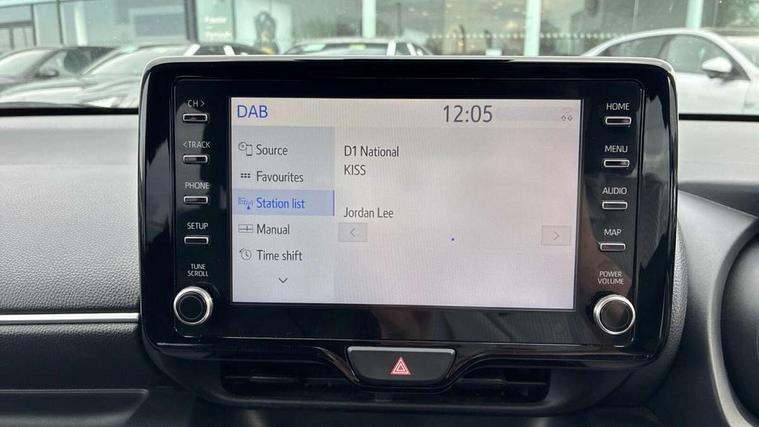 CH >
< TRACK
PHONE
SETUP
TUNE
SCROLL
DAB
12:05
Source
Favourites
Station list
Manual
Time shift
D1 National
KISS
Jordan Lee
HOME
MENU
AUDIO
MAP
POWER
VOLUME